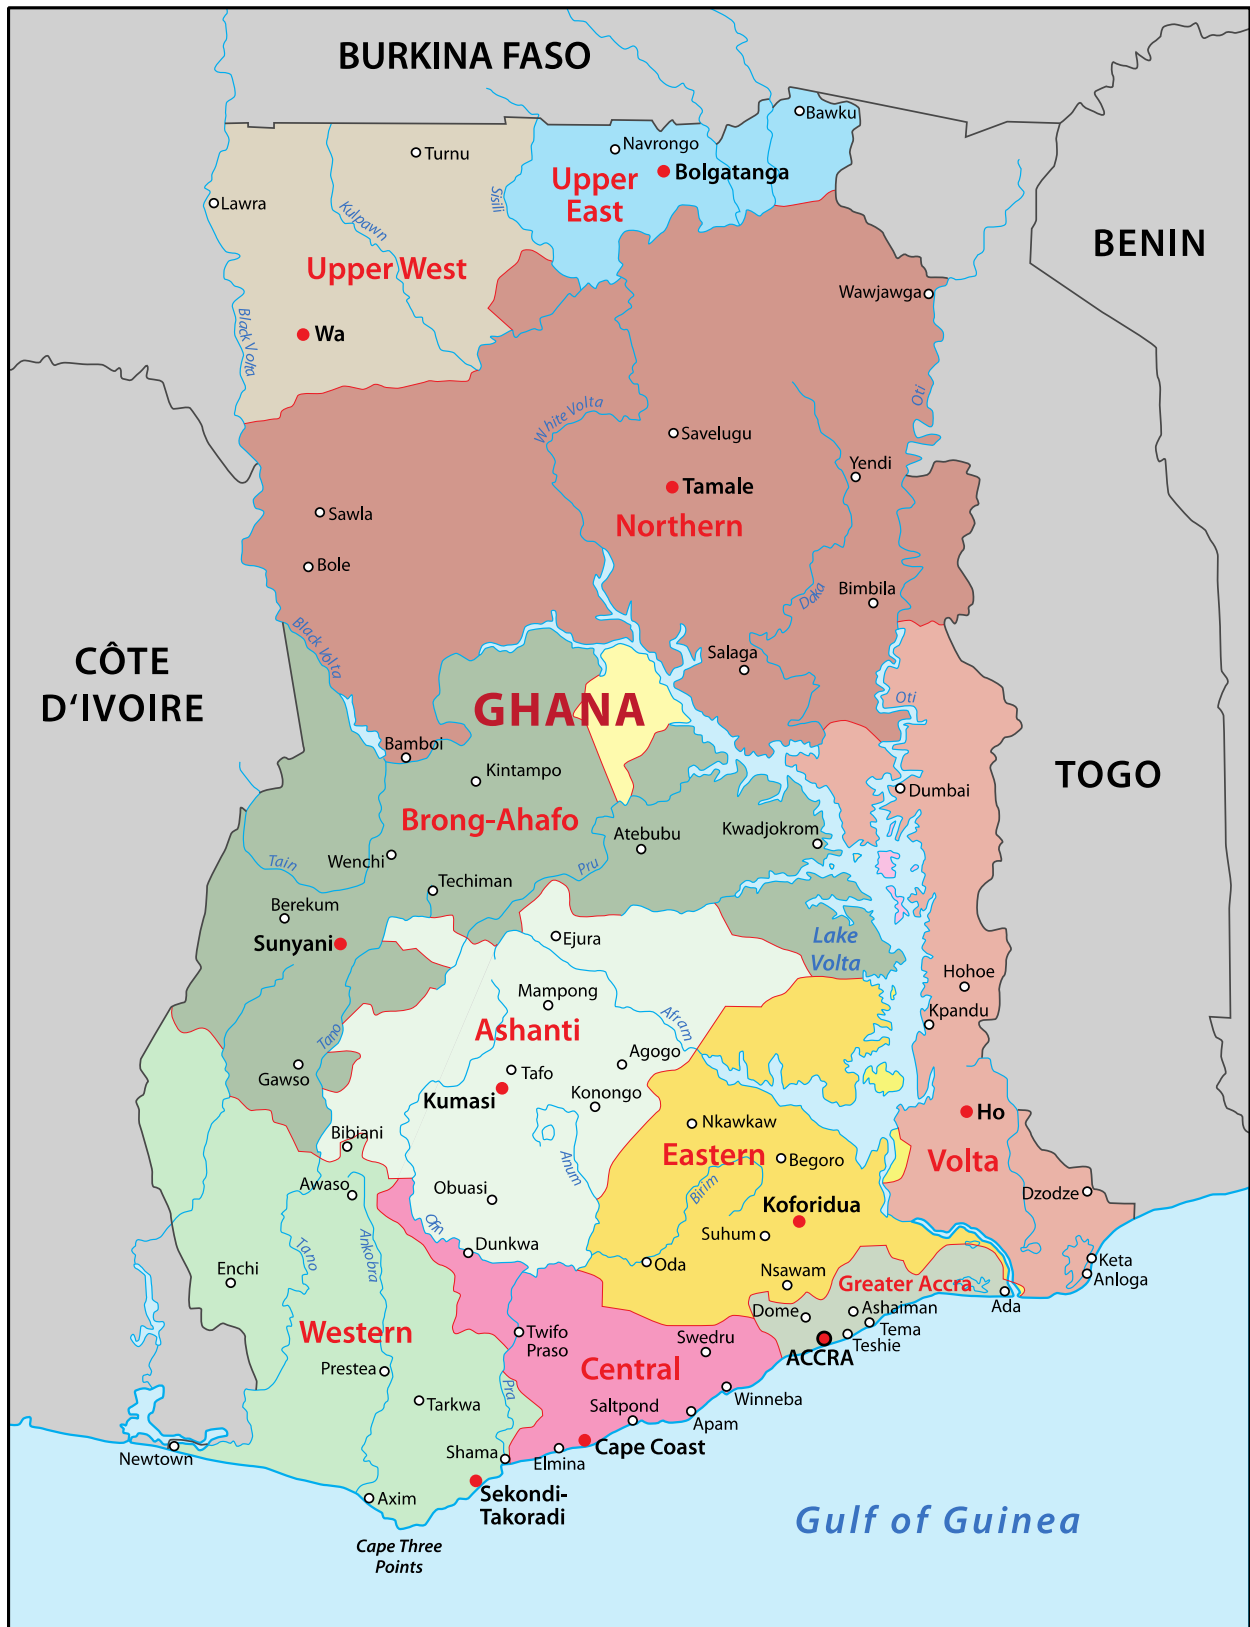 BURKINA FASO
Bawku
Navrongo
Turnu
Bolgatanga
Upper
East
Sisili
Lawra
Kulpawn
BENIN
Upper West
Wawjawga
Black Volta
Wa
Oti
White Volta
Savelugu
Yendi
Tamale
Sawla
Northern
Bole
Bimbila
Daka
Black Volta
CÔTE
D‘IVOIRE
Salaga
Oti
GHANA
Bamboi
Kintampo
TOGO
Dumbai
Brong-Ahafo
Atebubu
Kwadjokrom
Tain
Wenchi
Pru
Techiman
Berekum
Sunyani
Ejura
Lake
Volta
Hohoe
Mampong
Kpandu
Ashanti
Afram
Tano
Agogo
Gawso
Tafo
Kumasi
Konongo
Ho
Nkawkaw
Bibiani
Eastern
Begoro
Volta
Anum
Awaso
Obuasi
Birim
Dzodze
Koforidua
Ofin
Suhum
Ankobra
Tano
Dunkwa
Oda
Keta
Enchi
Nsawam
Anloga
Greater Accra
Ada
Dome
Ashaiman
Tema
Western
Twifo
Praso
Swedru
Teshie
ACCRA
Prestea
Central
Pra
Winneba
Tarkwa
Saltpond
Apam
Newtown
Shama
Elmina
Cape Coast
Axim
Sekondi-
Takoradi
Gulf of Guinea
Cape Three
Points